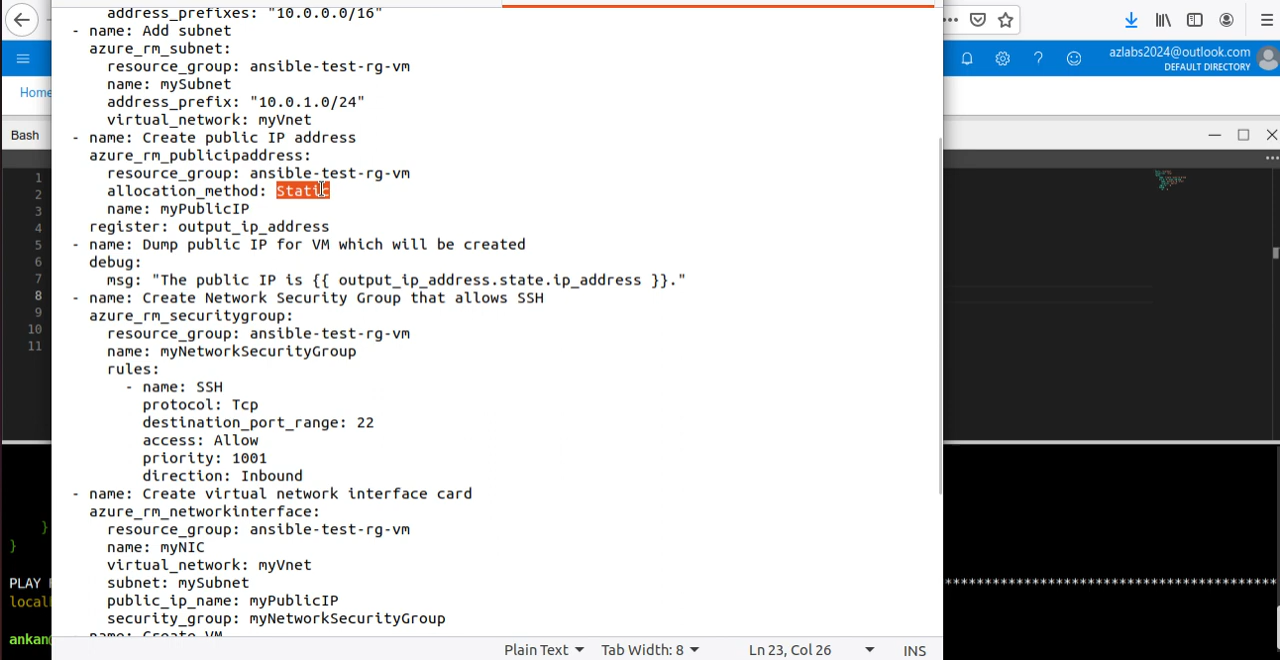 address_prefixes: "10.0.0.0/16"
- name: Add subnet
azure_rm_subnet:
resource_group: ansible-test-rg-vm
name: mySubnet
address_prefix: "10.0.1.0/24"
virtual_network: myVnet
- name: Create public IP address
azure_rm_publicipaddress:
resource_group: ansible-test-rg-vm
allocation_method: Static
name: myPublicIP
register: output_ip_address
- name: Dump public IP for VM which will be created
debug:
msg: "The public IP is {{ output_ip_address.state.ip_address }}."
- name: Create Network Security Group that allows SSH
azure_rm_securitygroup:
resource_group: ansible-test-rg-vm
name: myNetworkSecurityGroup
rules:
- name: SSH
protocol: Tcp
destination_port_range: 22
access: Allow
priority: 1001
direction: Inbound
- name: Create virtual network interface card
azure_rm_networkinterface:
resource_group: ansible-test-rg-vm
name: myNIC
virtual_network: myVnet
subnet: mySubnet
public_ip_name: myPublicIP
security_group: myNetworkSecurityGroup
- name: Create VM
Plain Text Tab Width: 8 Ln 23, Col 26 INS
azlabs2024@outlook.com
DEFAULT DIRECTORY
Home
Bash
1
2
3
4
5
6
7
8
9
10
11
}
}
PLAY
local
ankan
*******************************************